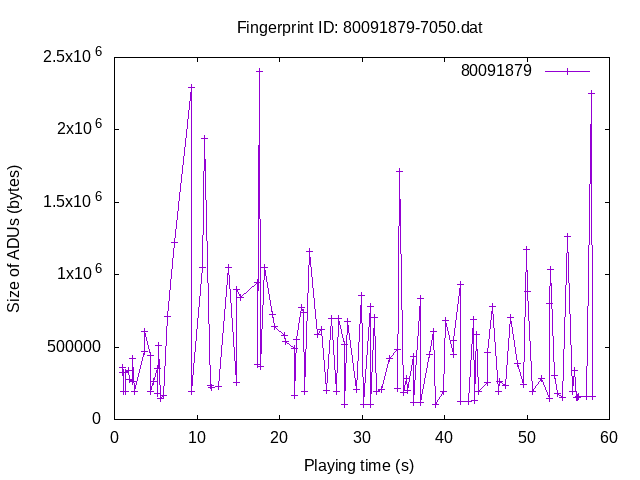 Fingerprint ID: 80091879-7050.dat
80091879
2.5x10^6
2x10^6
1.5x10^6
1x10^6
500000
0
0 10 20 30 40 50 60
Size of ADUs (bytes)
Playing time (s)